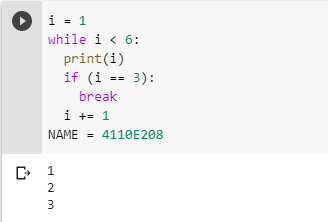 i = 1
while i < 6:
  print(i)
  if (i == 3):
    break
  i += 1
NAME = 4110E208
1
2
3